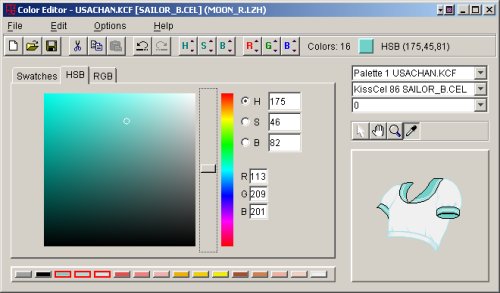 Color Editor - USACHAN.KCF [SAILOR_B.CEL] (MOON_R.LZH)
File Edit Options Help
H S B R G B Colors: 16 HSB (175,45,81)
Swatches HSB RGB
Palette 1 USACHAN.KCF
KissCel 86 SAILOR_B.CEL
0
H 175
S 46
B 82
R 113
G 209
B 201